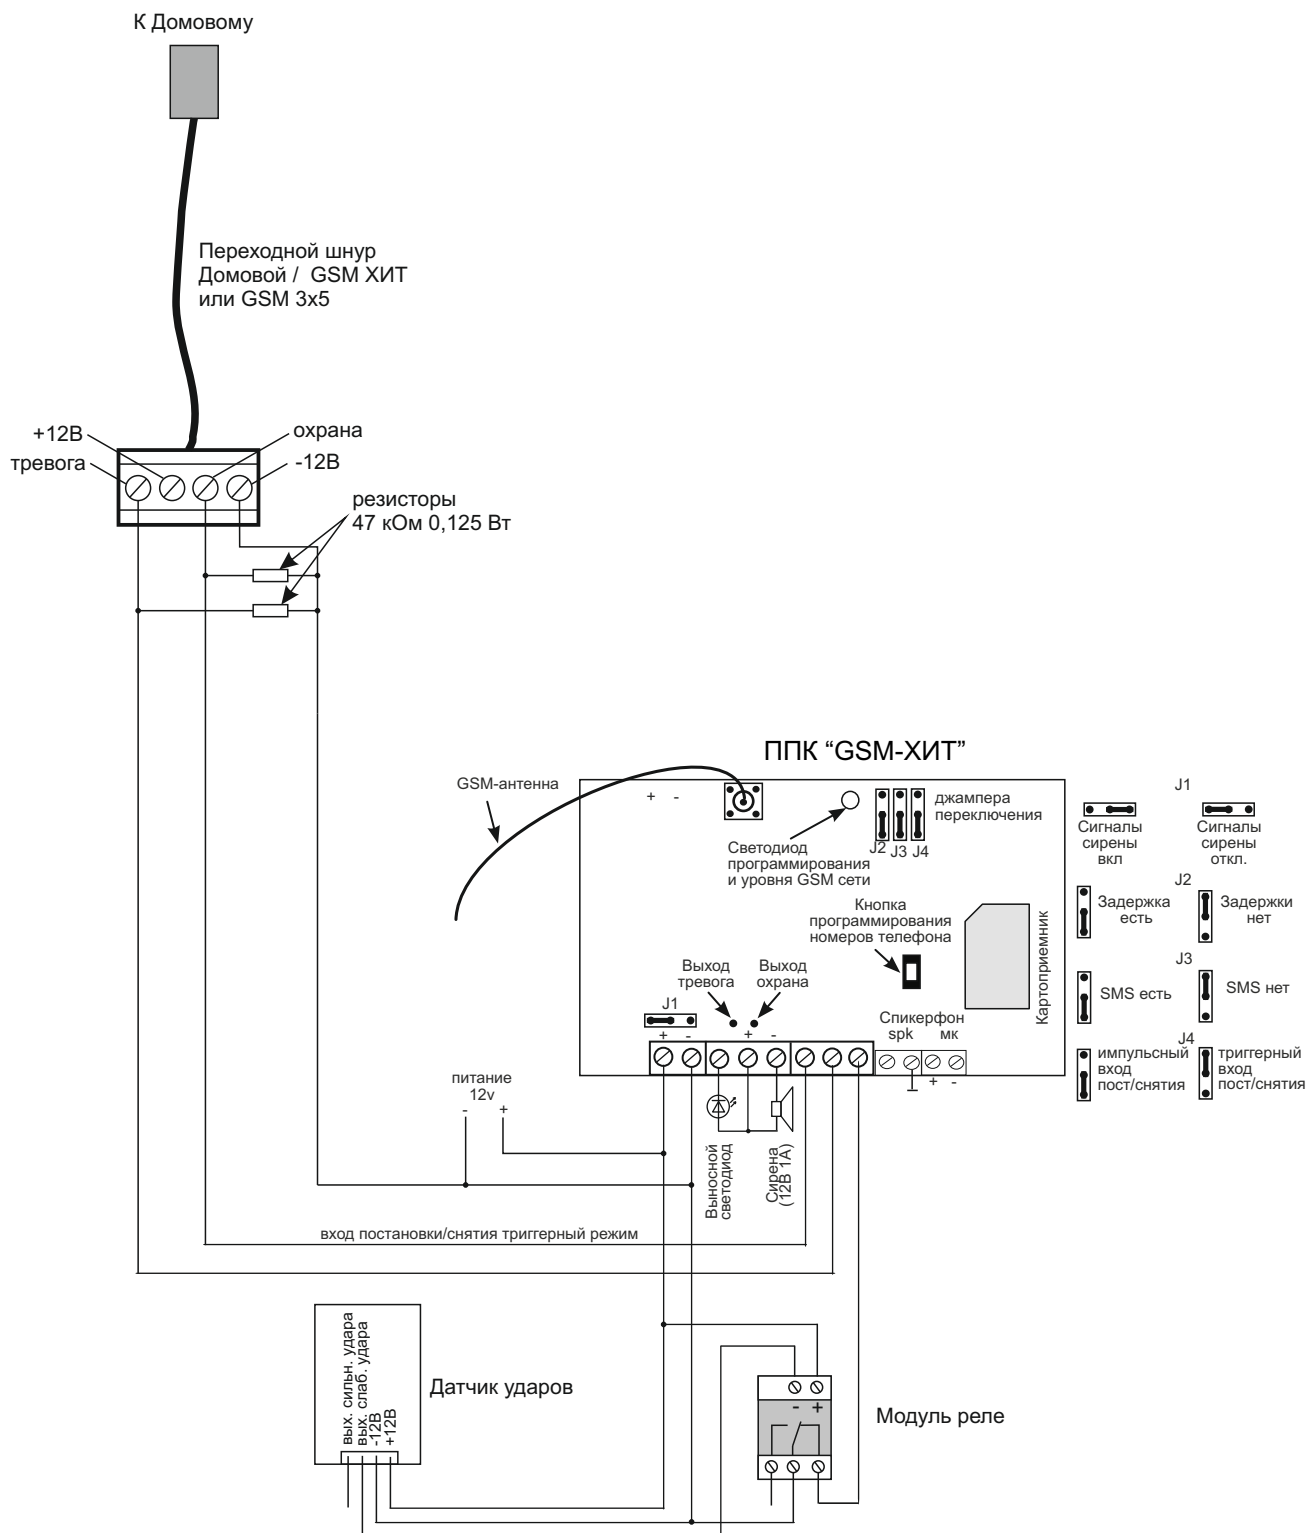 К Домовому
Переходной шнур
Домовой / GSM ХИТ
или GSM 3х5
+12В
охрана
тревога
-12В
резисторы
47 кОм 0,125 Вт
ППК “GSM-ХИТ”
GSM-антенна
+ -
джампера
переключения
J2 J3 J4
Светодиод
программирования
и уровня GSM сети
Кнопка
программирования
номеров телефона
Картоприемник
Выход
тревога
Выход
охрана
J1
+ - + -
Спикерфон
spk мк
+ -
J1
Сигналы
сирены
вкл
Сигналы
сирены
откл.
J2
Задержка
есть
Задержки
нет
J3
SMS есть
SMS нет
J4
импульсный
вход
пост/снятия
триггерный
вход
пост/снятия
питание
12v
- +
Выносной
светодиод
Сирена
(12В 1А)
вход постановки/снятия триггерный режим
вых. сильн. удара
вых. слаб. удара
-12В
+12В
Датчик ударов
- +
Модуль реле